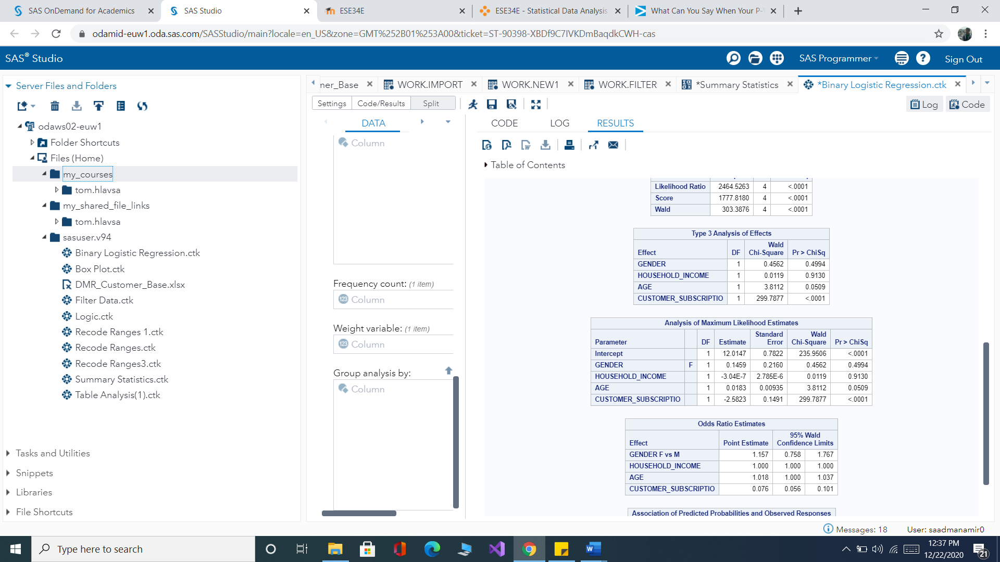 SAS OnDemand for Academics
SAS Studio
ESE34E
ESE34E - Statistical Data Analysis
What Can You Say When Your P-
odamid-euw1.oda.sas.com/SASStudio/main?locale=en_US&zone=GMT%252B01%253A00&ticket=ST-90398-XBDf9C7IVKDmBaqdkCWH-cas
SAS® Studio
SAS Programmer
Sign Out
Server Files and Folders
odaws02-euw1
Folder Shortcuts
Files (Home)
my_courses
tom.hlavsa
my_shared_file_links
tom.hlavsa
sasuser.v94
Binary Logistic Regression.ctk
Box Plot.ctk
DMR_Customer_Base.xlsx
Filter Data.ctk
Logic.ctk
Recode Ranges 1.ctk
Recode Ranges.ctk
Recode Ranges3.ctk
Summary Statistics.ctk
Table Analysis(1).ctk
Tasks and Utilities
Snippets
Libraries
File Shortcuts
ner_Base
WORK.IMPORT
WORK.NEW1
WORK.FILTER
*Summary Statistics
*Binary Logistic Regression.ctk
Settings Code/Results Split
Log Code
DATA
Column
Frequency count: (1 item)
123 Column
Weight variable: (1 item)
123 Column
Group analysis by:
Column
CODE LOG RESULTS
Table of Contents
Likelihood Ratio 2464.5263 4 <.0001
Score 1777.8180 4 <.0001
Wald 303.3876 4 <.0001
Type 3 Analysis of Effects
Effect DF Wald Chi-Square Pr > ChiSq
GENDER 1 0.4562 0.4994
HOUSEHOLD_INCOME 1 0.0119 0.9130
AGE 1 3.8112 0.0509
CUSTOMER_SUBSCRIPTIO 1 299.7877 <.0001
Analysis of Maximum Likelihood Estimates
Parameter DF Estimate Standard Error Wald Chi-Square Pr > ChiSq
Intercept 1 12.0147 0.7822 235.9506 <.0001
GENDER F 1 0.1459 0.2160 0.4562 0.4994
HOUSEHOLD_INCOME 1 -3.04E-7 2.785E-6 0.0119 0.9130
AGE 1 0.0183 0.00935 3.8112 0.0509
CUSTOMER_SUBSCRIPTIO 1 -2.5823 0.1491 299.7877 <.0001
Odds Ratio Estimates
Effect Point Estimate 95% Wald Confidence Limits
GENDER F vs M 1.157 0.758 1.767
HOUSEHOLD_INCOME 1.000 1.000 1.000
AGE 1.018 1.000 1.037
CUSTOMER_SUBSCRIPTIO 0.076 0.056 0.101
Association of Predicted Probabilities and Observed Responses
Messages: 18
User: saadmanamir0
Type here to search
12:37 PM
12/22/2020
21